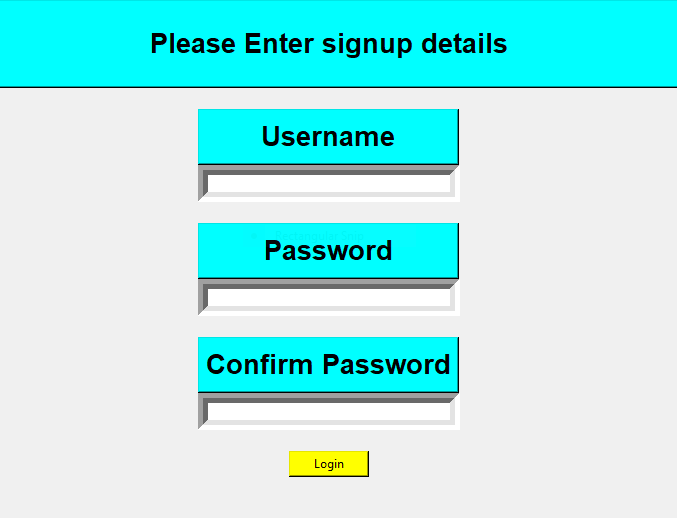 Please Enter signup details
Username
Password
Confirm Password
Login